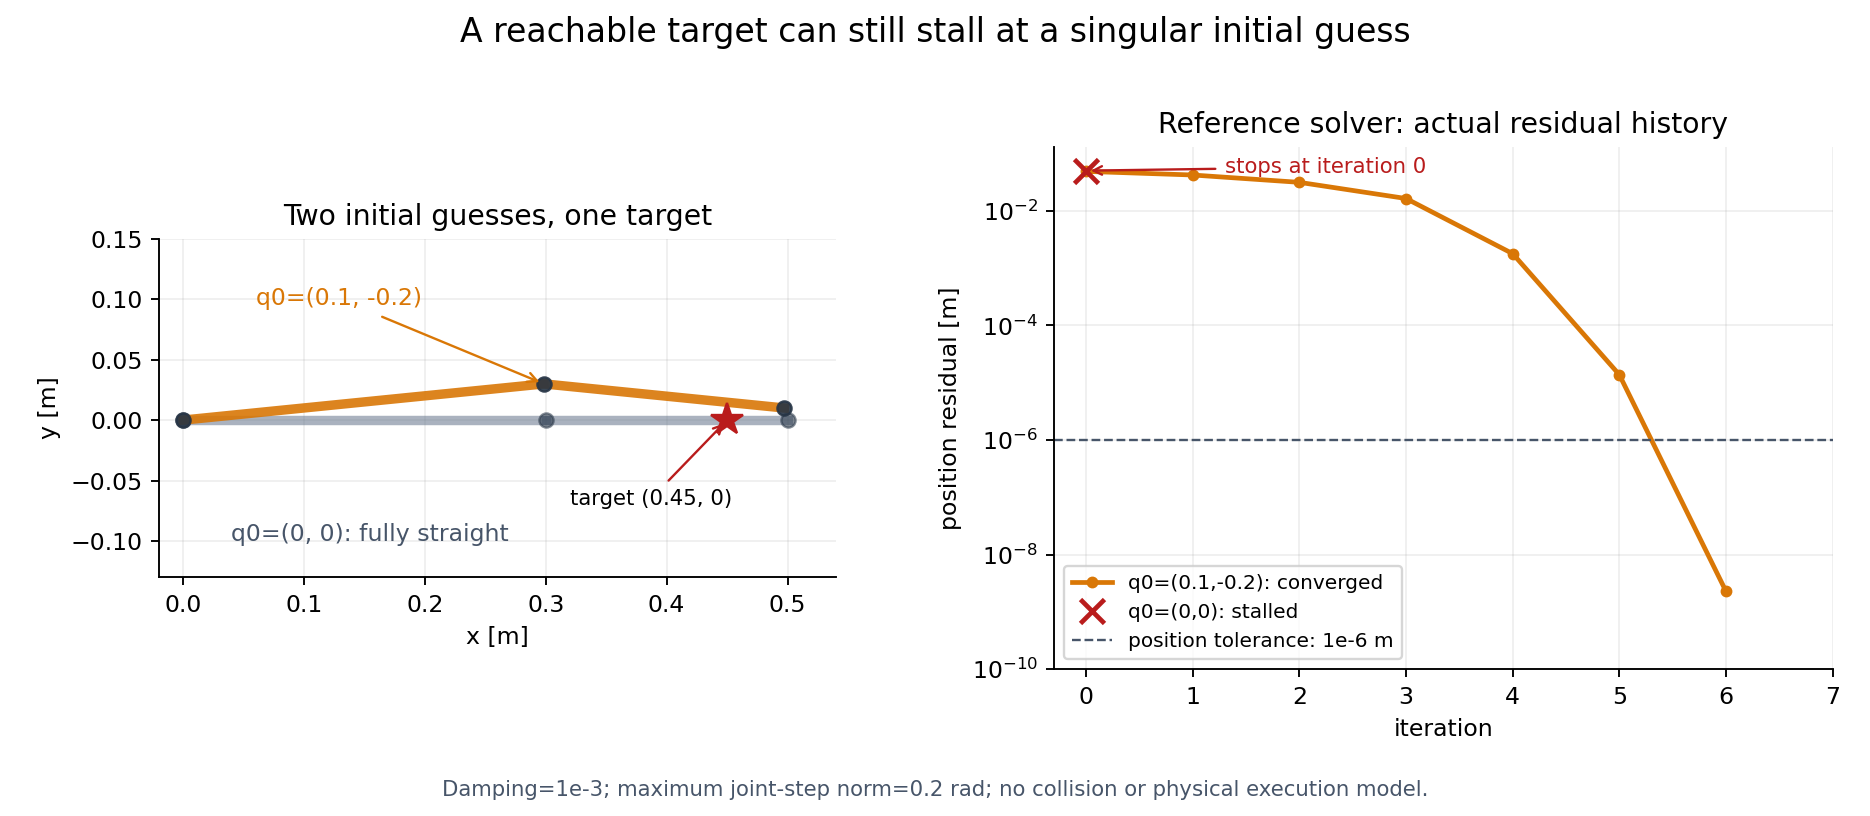 A reachable target can still stall at a singular initial guess
Two initial guesses, one target
0.15
0.10
0.05
0.00
−0.05
−0.10
y [m]
q0=(0.1, -0.2)
target (0.45, 0)
q0=(0, 0): fully straight
0.0 0.1 0.2 0.3 0.4 0.5
x [m]
Reference solver: actual residual history
stops at iteration 0
10⁻²
10⁻⁴
10⁻⁶
10⁻⁸
10⁻¹⁰
position residual [m]
q0=(0.1,-0.2): converged
q0=(0,0): stalled
position tolerance: 1e-6 m
0 1 2 3 4 5 6 7
iteration
Damping=1e-3; maximum joint-step norm=0.2 rad; no collision or physical execution model.